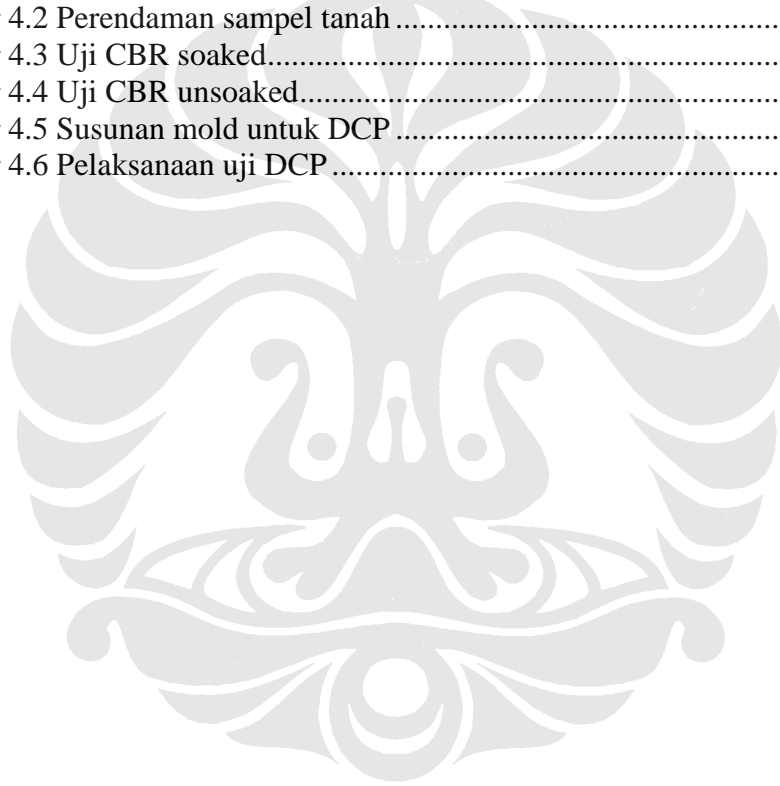 4.2 Perendaman sampel tanah ................................................
4.3 Uji CBR soaked................................................................
4.4 Uji CBR unsoaked............................................................
4.5 Susunan mold untuk DCP ................................................
4.6 Pelaksanaan uji DCP ........................................................